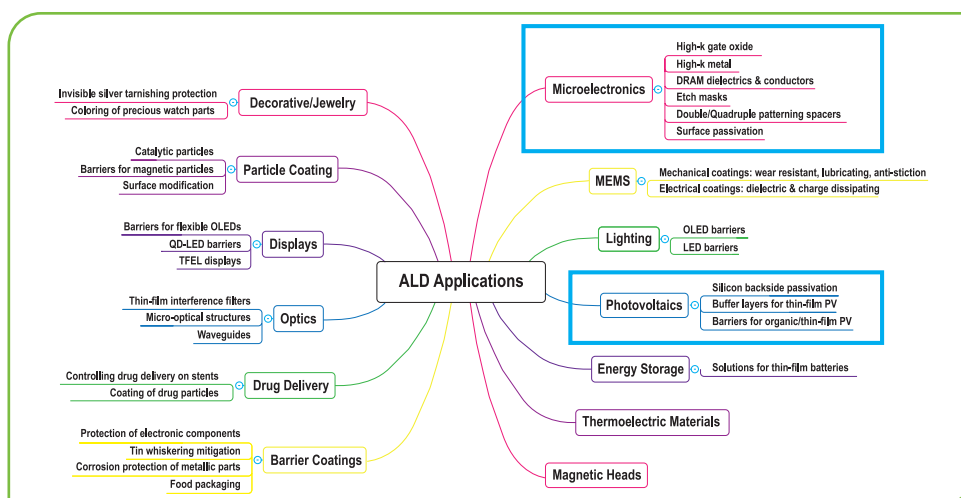 ALD Applications
Decorative/Jewelry
Invisible silver tarnishing protection
Coloring of precious watch parts
Particle Coating
Catalytic particles
Barriers for magnetic particles
Surface modification
Displays
Barriers for flexible OLEDs
QD-LED barriers
TFEL displays
Optics
Thin-film interference filters
Micro-optical structures
Waveguides
Drug Delivery
Controlling drug delivery on stents
Coating of drug particles
Barrier Coatings
Protection of electronic components
Tin whiskering mitigation
Corrosion protection of metallic parts
Food packaging
Microelectronics
High-k gate oxide
High-k metal
DRAM dielectrics & conductors
Etch masks
Double/Quadruple patterning spacers
Surface passivation
MEMS
Mechanical coatings: wear resistant, lubricating, anti-stiction
Electrical coatings: dielectric & charge dissipating
Lighting
OLED barriers
LED barriers
Photovoltaics
Silicon backside passivation
Buffer layers for thin-film PV
Barriers for organic/thin-film PV
Energy Storage
Solutions for thin-film batteries
Thermoelectric Materials
Magnetic Heads